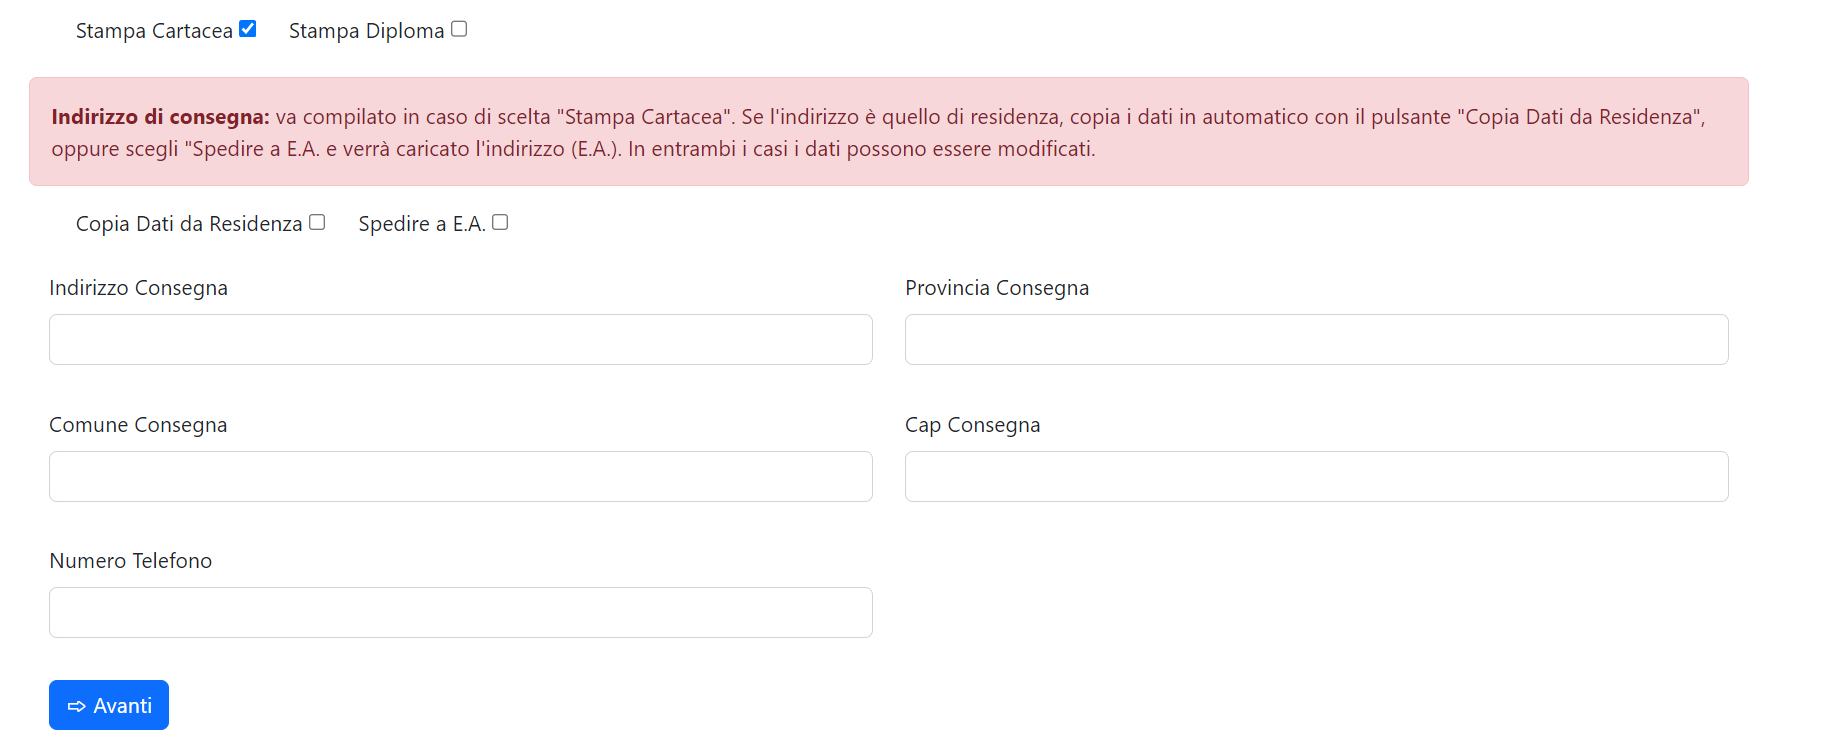 Stampa Cartacea Stampa Diploma
Indirizzo di consegna: va compilato in caso di scelta "Stampa Cartacea". Se l'indirizzo è quello di residenza, copia i dati in automatico con il pulsante "Copia Dati da Residenza",
oppure scegli "Spedire a E.A. e verrà caricato l'indirizzo (E.A.). In entrambi i casi i dati possono essere modificati.
Copia Dati da Residenza Spedire a E.A.
Indirizzo Consegna Provincia Consegna
Comune Consegna Cap Consegna
Numero Telefono
⇨ Avanti